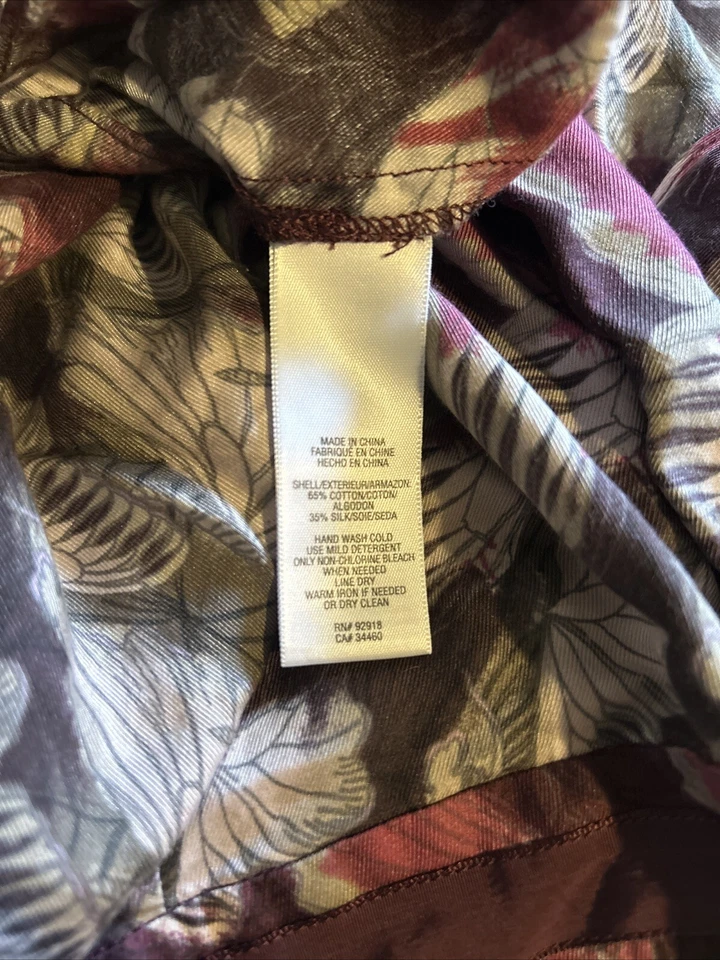 MADE IN CHINA
FABRIQUÉ EN CHINE
HECHO EN CHINA
SHELL/EXTERIEUR/ARMAZON:
65% COTTON/COTON/
ALGODON
35% SILK/SOIE/SEDA
HAND WASH COLD
USE MILD DETERGENT
ONLY NON-CHLORINE BLEACH
WHEN NEEDED
LINE DRY
WARM IRON IF NEEDED
OR DRY CLEAN
RN# 92918
CA# 34460